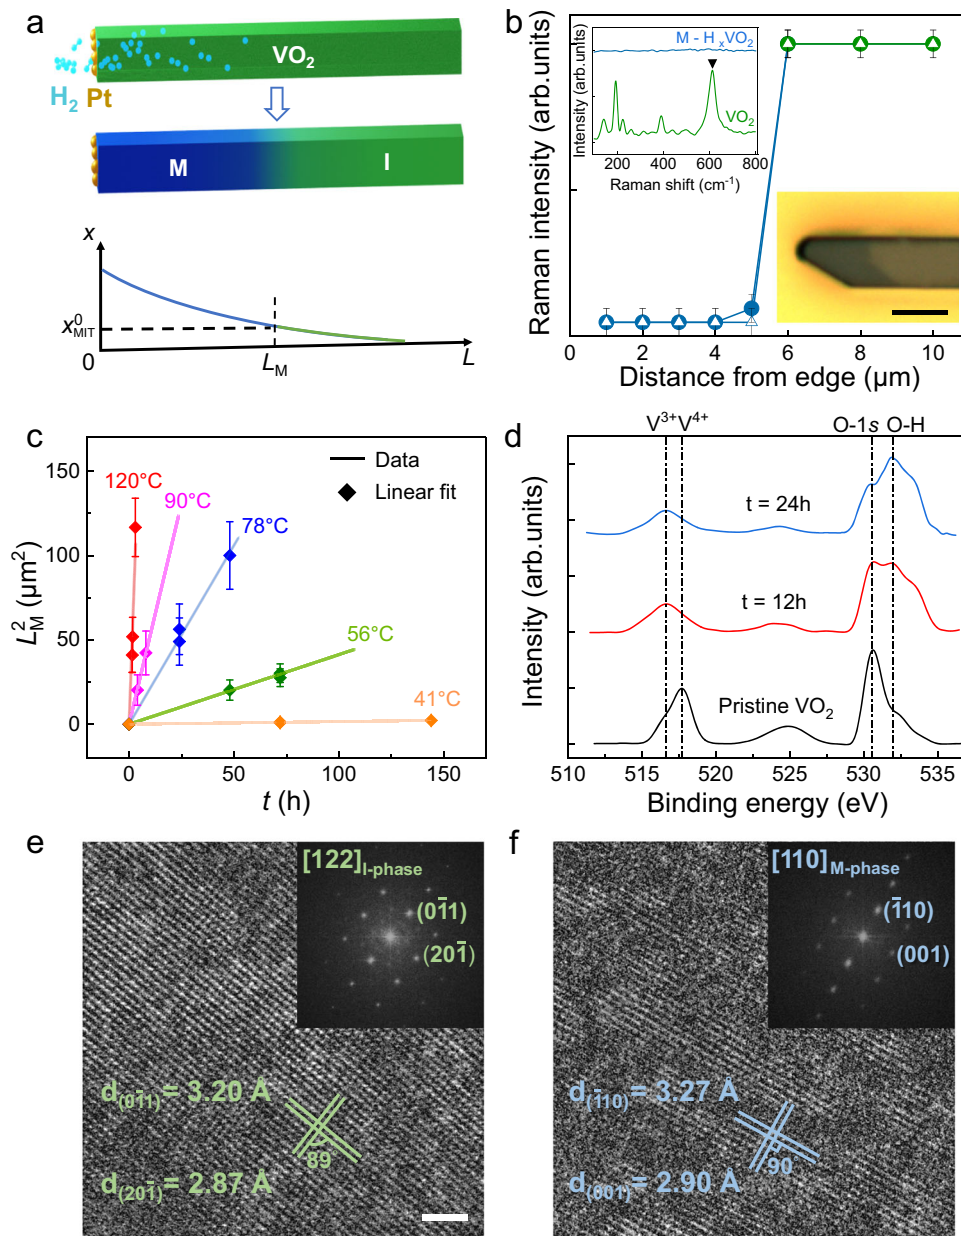 a
VO2
H2 Pt
M
I
x
x0MIT
0
LM
L
b
Raman intensity (arb.units)
Intensity (arb.units)
M - HxVO2
VO2
200 400 600 800
Raman shift (cm-1)
0 2 4 6 8 10
Distance from edge (µm)
c
L2M (µm2)
150
100
50
0
120°C
90°C
78°C
56°C
41°C
Data
Linear fit
0 50 100 150
t (h)
d
V3+ V4+ O-1s O-H
Intensity (arb.units)
t = 24h
t = 12h
Pristine VO2
510 515 520 525 530 535
Binding energy (eV)
e
[122]I-phase
(01̄1)
(201̄)
d(01̄1)= 3.20 Å
89
d(201̄)= 2.87 Å
f
[110]M-phase
(1̄10)
(001)
d(1̄10)= 3.27 Å
90°
d(001)= 2.90 Å